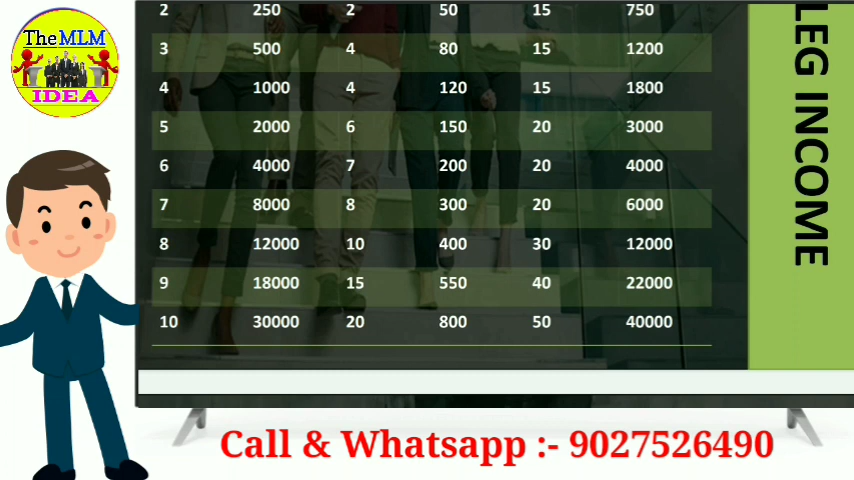 The MLM
IDEA
2 250 2 50 15 750
3 500 4 80 15 1200
4 1000 4 120 15 1800
5 2000 6 150 20 3000
6 4000 7 200 20 4000
7 8000 8 300 20 6000
8 12000 10 400 30 12000
9 18000 15 550 40 22000
10 30000 20 800 50 40000
LEG INCOME
Call & Whatsapp :- 9027526490